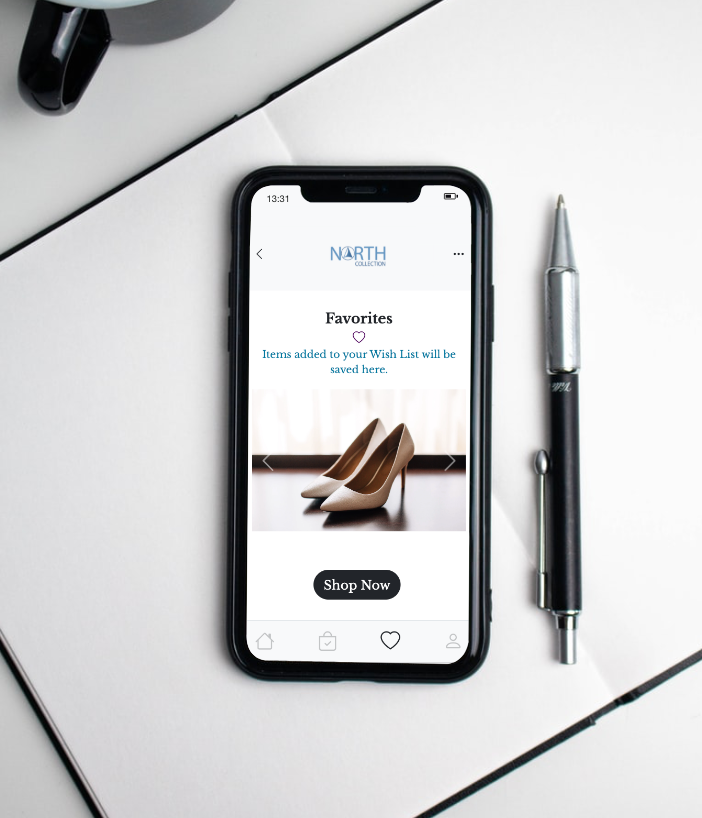 13:31
NORTH
COLLECTION
Favorites
Items added to your Wish List will be
saved here.
Shop Now